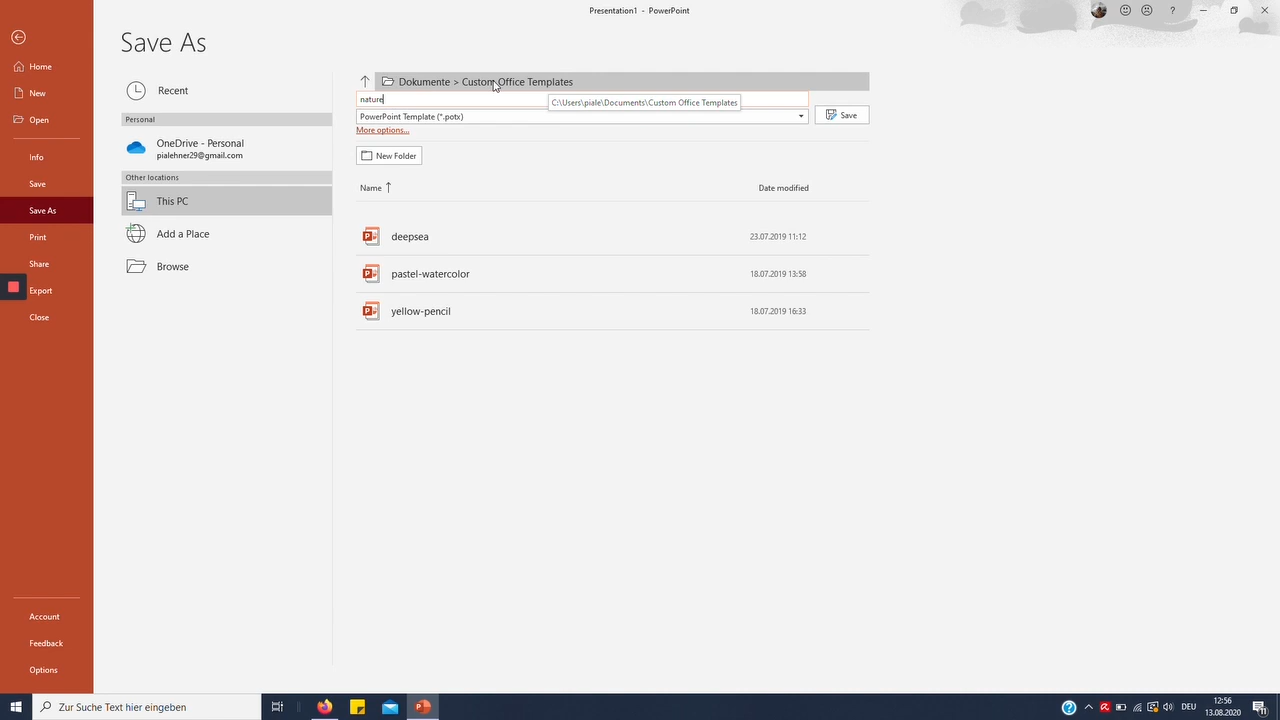 Presentation1 - PowerPoint
?
Save As
Home
New
Open
Info
Save
Save As
Print
Share
Export
Close
Account
Feedback
Options
Recent
Personal
OneDrive - Personal
pialehner29@gmail.com
Other locations
This PC
Add a Place
Browse
Dokumente > Custom Office Templates
nature
C:\Users\piale\Documents\Custom Office Templates
PowerPoint Template (*.potx)
Save
More options...
New Folder
Name Date modified
deepsea 23.07.2019 11:12
pastel-watercolor 18.07.2019 13:58
yellow-pencil 18.07.2019 16:33
Zur Suche Text hier eingeben
DEU
12:56
13.08.2020